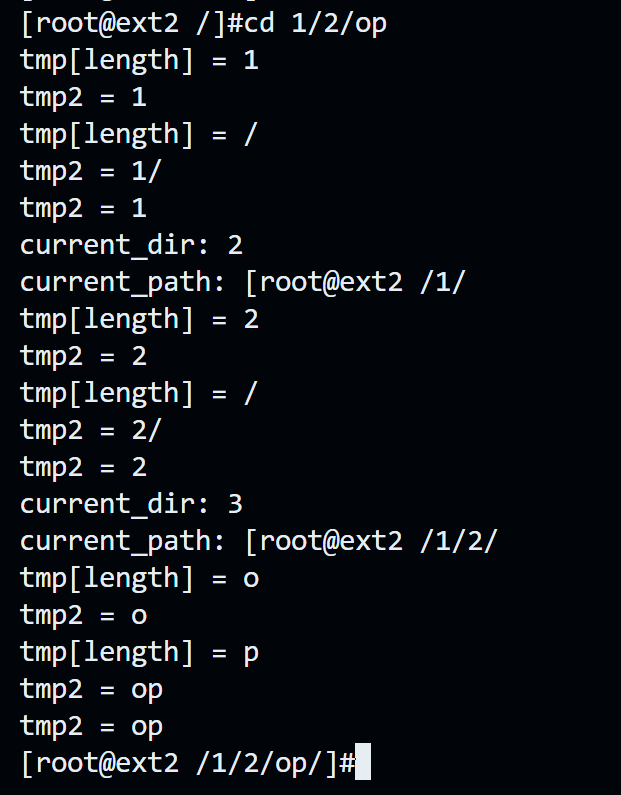 [root@ext2 /]#cd 1/2/op
tmp[length] = 1
tmp2 = 1
tmp[length] = /
tmp2 = 1/
tmp2 = 1
current_dir: 2
current_path: [root@ext2 /1/
tmp[length] = 2
tmp2 = 2
tmp[length] = /
tmp2 = 2/
tmp2 = 2
current_dir: 3
current_path: [root@ext2 /1/2/
tmp[length] = o
tmp2 = o
tmp[length] = p
tmp2 = op
tmp2 = op
[root@ext2 /1/2/op/]#